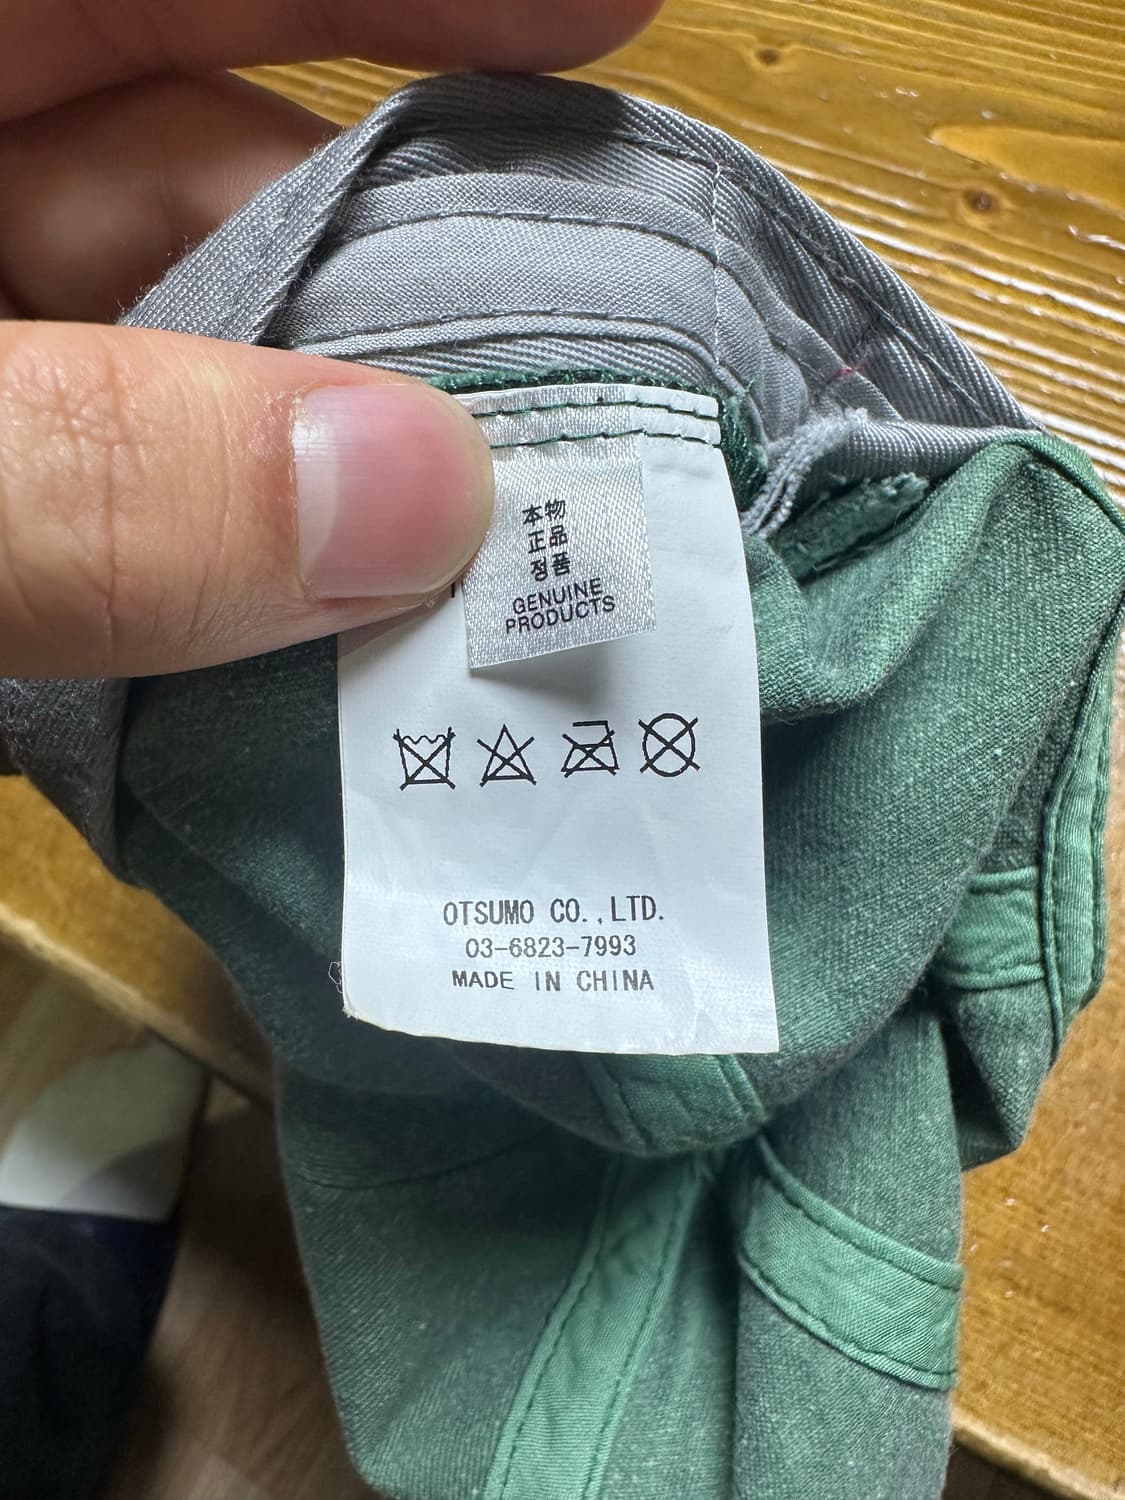 本物
正品
정품
GENUINE
PRODUCTS
OTSUMO CO.,LTD.
03-6823-7993
MADE IN CHINA